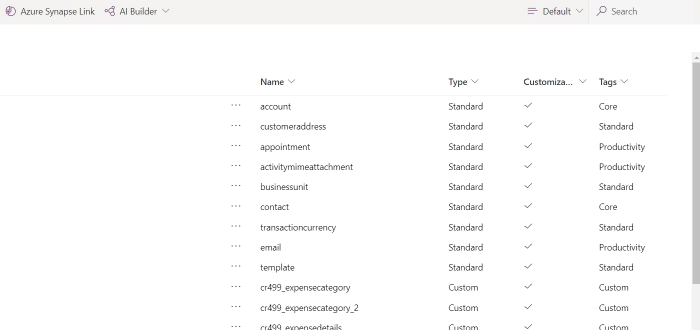 Azure Synapse Link AI Builder Default Search
Name Type Customiza... Tags
account Standard Core
customeraddress Standard Standard
appointment Standard Productivity
activitymimeattachment Standard Productivity
businessunit Standard Standard
contact Standard Core
transactioncurrency Standard Standard
email Standard Productivity
template Standard Standard
cr499_expensecategory Custom Custom
cr499_expensecategory_2 Custom Custom
cr499_expensedetails Custom Custom